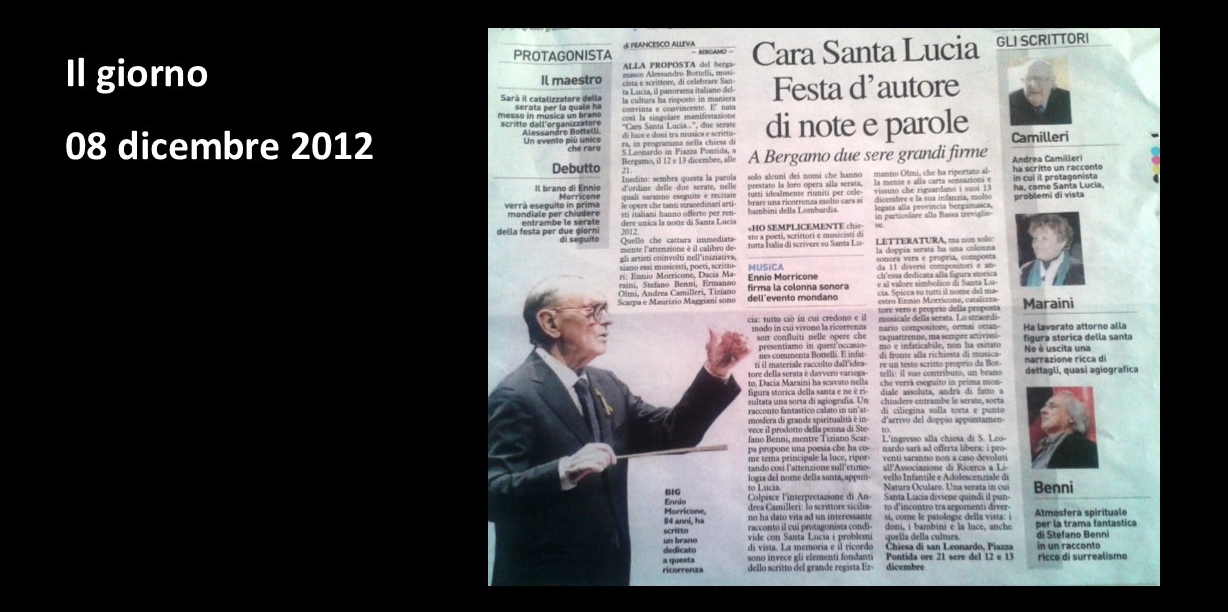 Il giorno
08 dicembre 2012
PROTAGONISTA
Il maestro
Sarà il catalizzatore della
serata per la quale ha
messo in musica un brano
scritto dall'organizzatore
Alessandro Bottelli.
Un evento più unico
che raro
Debutto
Il brano di Ennio
Morricone
verrà eseguito in prima
mondiale per chiudere
entrambe le serate
della festa per due giorni
di seguito
di FRANCESCO ALLEVA
— BERGAMO —
ALLA PROPOSTA del berga-
masco Alessandro Bottelli, musi-
cista e scrittore, di celebrare San-
ta Lucia, il panorama italiano del-
la cultura ha risposto in maniera
convinta e convincente. E' nata
così la singolare manifestazione
"Cara Santa Lucia...", due serate
di luce e doni tra musica e scrittu-
ra, in programma nella chiesa di
S.Leonardo in Piazza Pontida, a
Bergamo, il 12 e 13 dicembre, alle
21.
Inedito: sembra questa la parola
d'ordine delle due serate, nelle
quali saranno eseguite e recitate
le opere che tanti straordinari arti-
sti italiani hanno offerto per ren-
dere unica la notte di Santa Lucia
2012.
Quello che cattura immediata-
mente l'attenzione è il calibro de-
gli artisti coinvolti nell'iniziativa,
siano essi musicisti, poeti, scritto-
ri: Ennio Morricone, Dacia Ma-
raini, Stefano Benni, Ermanno
Olmi, Andrea Camilleri, Tiziano
Scarpa e Maurizio Maggiani sono
BIG
Ennio
Morricone,
84 anni, ha
scritto
un brano
dedicato
a questa
ricorrenza
Cara Santa Lucia
Festa d'autore
di note e parole
A Bergamo due sere grandi firme
solo alcuni dei nomi che hanno
prestato la loro opera alla serata,
tutti idealmente riuniti per cele-
brare una ricorrenza molto cara ai
bambini della Lombardia.
«HO SEMPLICEMENTE chie-
sto a poeti, scrittori e musicisti di
tutta Italia di scrivere su Santa Lu-
MUSICA
Ennio Morricone
firma la colonna sonora
dell'evento mondano
cia: tutto ciò in cui credono e il
modo in cui vivono la ricorrenza
son confluiti nelle opere che
presentiamo in quest'occasio-
ne» commenta Bottelli. E infat-
ti il materiale raccolto dall'idea-
tore della serata è davvero variega-
to. Dacia Maraini ha scavato nella
figura storica della santa e ne è ri-
sultata una sorta di agiografia. Un
racconto fantastico calato in un'at-
mosfera di grande spiritualità è in-
vece il prodotto della penna di Ste-
fano Benni, mentre Tiziano Scar-
pa propone una poesia che ha co-
me tema principale la luce, ripor-
tando così l'attenzione sull'etimo-
logia del nome della santa, appun-
to Lucia.
Colpisce l'interpretazione di An-
drea Camilleri: lo scrittore sicilia-
no ha dato vita ad un interessante
racconto il cui protagonista condi-
vide con Santa Lucia i problemi
di vista. La memoria e il ricordo
sono invece gli elementi fondanti
dello scritto del grande regista Er-
manno Olmi, che ha riportato al-
la mente e alla carta sensazioni e
vissuto che riguardano i suoi 13
dicembre e la sua infanzia, molto
legata alla provincia bergamasca,
in particolare alla Bassa treviglie-
se.
LETTERATURA, ma non solo:
la doppia serata ha una colonna
sonora vera e propria, composta
da 11 diversi compositori e an-
ch'essa dedicata alla figura storica
e al valore simbolico di Santa Lu-
cia. Spicca su tutti il nome del ma-
estro Ennio Morricone, catalizza-
tore vero e proprio della proposta
musicale della serata. Lo straordi-
nario compositore, ormai ottan-
taquattrenne, ma sempre attivissi-
mo e infaticabile, non ha esitato
di fronte alla richiesta di musica-
re un testo scritto proprio da Bot-
telli: il suo contributo, un brano
che verrà eseguito in prima mon-
diale assoluta, andrà di fatto a
chiudere entrambe le serate, sorta
di ciliegina sulla torta e punto
d'arrivo del doppio appuntamen-
to.
L'ingresso alla chiesa di S. Leo-
nardo sarà ad offerta libera: i pro-
venti saranno non a caso devoluti
all'Associazione di Ricerca a Li-
vello Infantile e Adolescenziale di
Natura Oculare. Una serata in cui
Santa Lucia diviene quindi il pun-
to d'incontro tra argomenti diver-
si, come le patologie della vista: i
doni, i bambini e la luce, anche
quella della cultura.
Chiesa di san Leonardo, Piazza
Pontida ore 21 sere del 12 e 13
dicembre
GLI SCRITTORI
Camilleri
Andrea Camilleri
ha scritto un racconto
in cui il protagonista
ha, come Santa Lucia,
problemi di vista
Maraini
Ha lavorato attorno alla
figura storica della santa
Ne è uscita una
narrazione ricca di
dettagli, quasi agiografica
Benni
Atmosfera spirituale
per la trama fantastica
di Stefano Benni
in un racconto
ricco di surrealismo